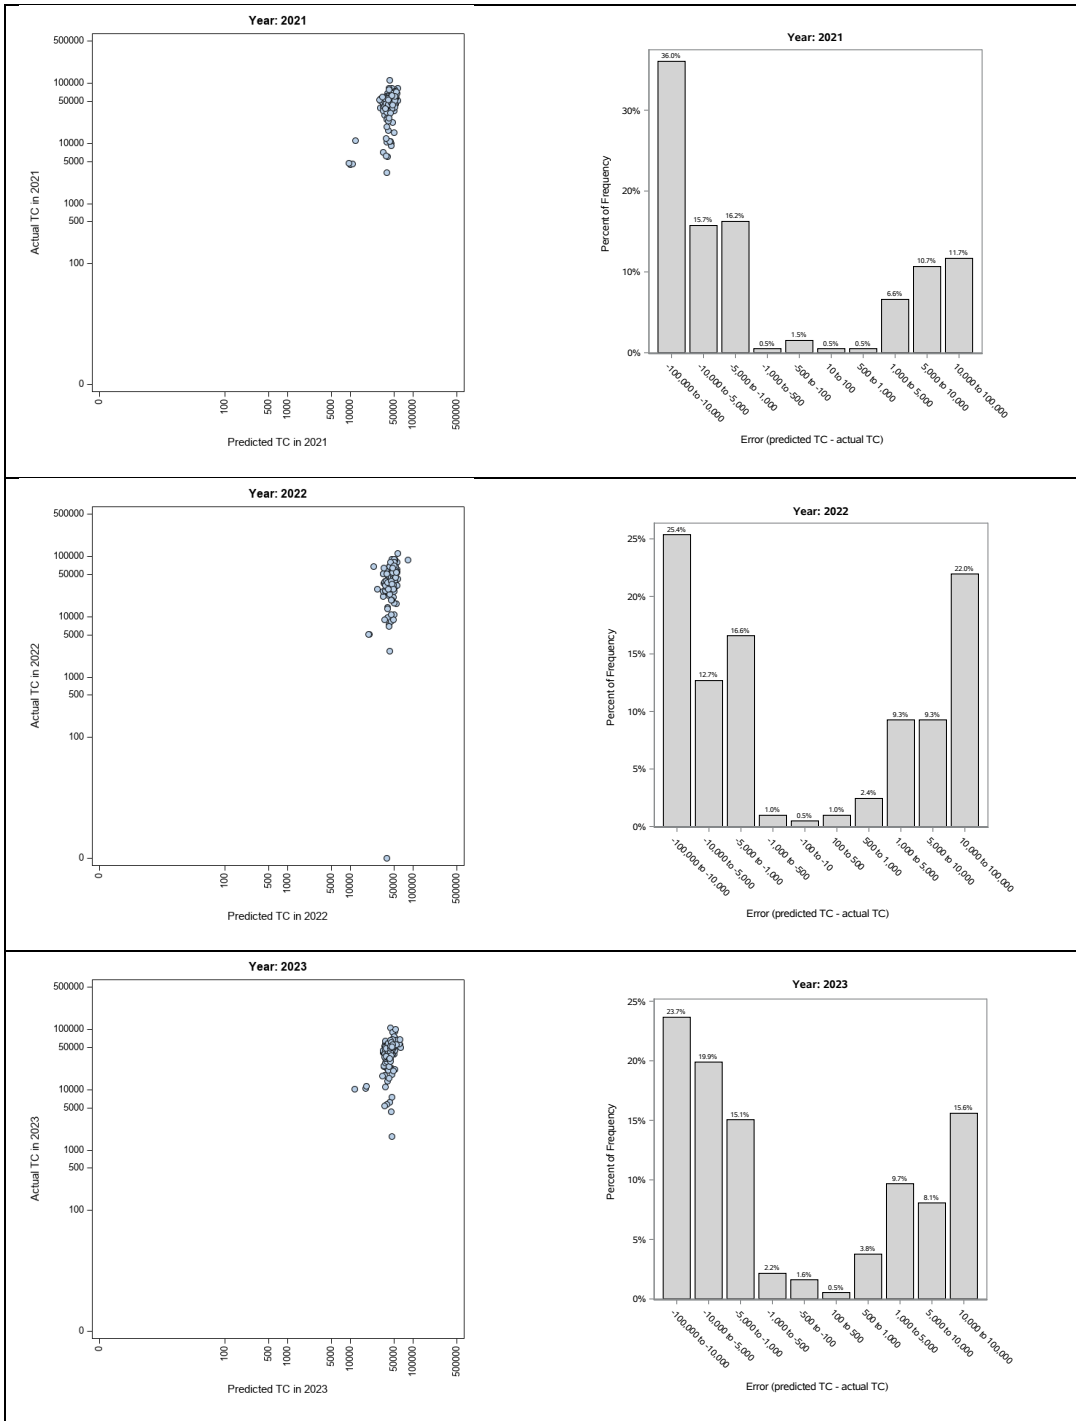 Year: 2021
500000
100000
50000
10000
5000
1000
500
100
0
Actual TC in 2021
0
100
500
1000
5000
10000
50000
100000
500000
Predicted TC in 2021
Year: 2021
36.0%
15.7%
16.2%
0.5%
1.5%
0.5%
0.5%
6.6%
10.7%
11.7%
30%
20%
10%
0%
Percent of Frequency
-100,000 to -10,000
-10,000 to -5,000
-5,000 to -1,000
-1,000 to -500
-500 to -100
10 to 100
500 to 1,000
1,000 to 5,000
5,000 to 10,000
10,000 to 100,000
Error (predicted TC - actual TC)
Year: 2022
500000
100000
50000
10000
5000
1000
500
100
0
Actual TC in 2022
0
100
500
1000
5000
10000
50000
100000
500000
Predicted TC in 2022
Year: 2022
25.4%
12.7%
16.6%
1.0%
0.5%
1.0%
2.4%
9.3%
9.3%
22.0%
25%
20%
15%
10%
5%
0%
Percent of Frequency
-100,000 to -10,000
-10,000 to -5,000
-5,000 to -1,000
-1,000 to -500
-100 to -10
100 to 500
500 to 1,000
1,000 to 5,000
5,000 to 10,000
10,000 to 100,000
Error (predicted TC - actual TC)
Year: 2023
500000
100000
50000
10000
5000
1000
500
100
0
Actual TC in 2023
0
100
500
1000
5000
10000
50000
100000
500000
Predicted TC in 2023
Year: 2023
23.7%
19.9%
15.1%
2.2%
1.6%
0.5%
3.8%
9.7%
8.1%
15.6%
25%
20%
15%
10%
5%
0%
Percent of Frequency
-100,000 to -10,000
-10,000 to -5,000
-5,000 to -1,000
-1,000 to -500
-500 to -100
100 to 500
500 to 1,000
1,000 to 5,000
5,000 to 10,000
10,000 to 100,000
Error (predicted TC - actual TC)